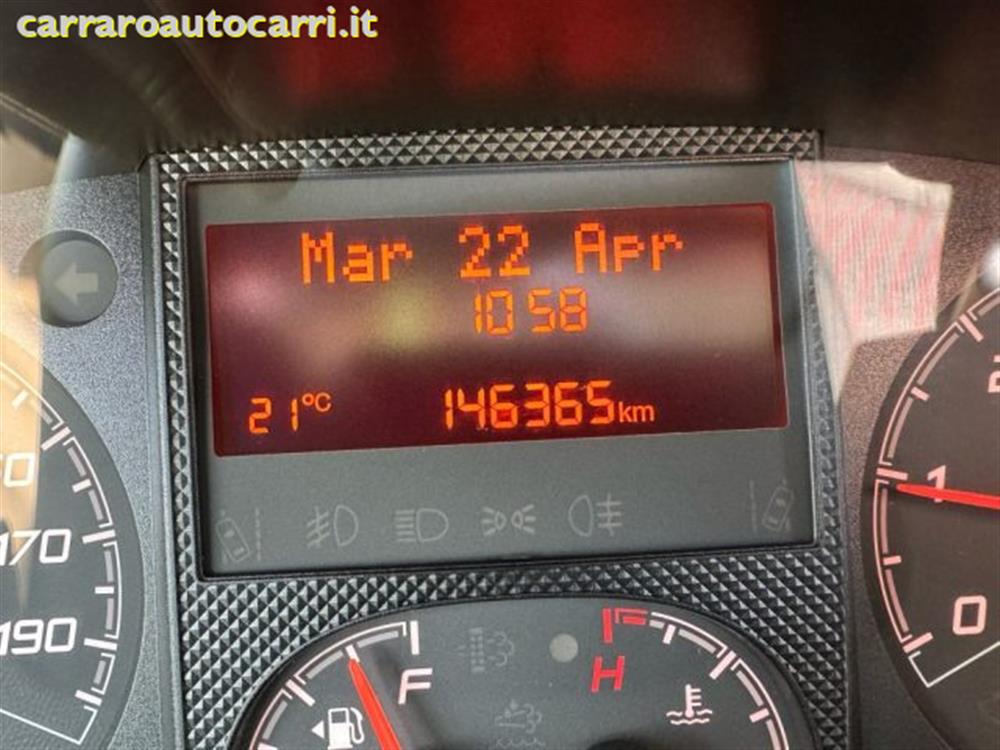 carraroautocarri.it
Mar 22 Apr
10 58
21°C 146365km
170
190
1
0
F
H